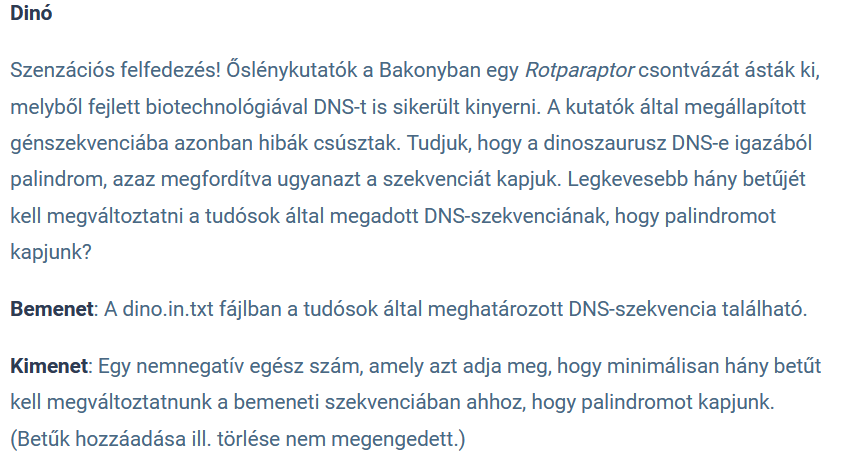 Dinó
Szenzációs felfedezés! Őslénykutatók a Bakonyban egy Rotparaptor csontvázát ásták ki,
melyből fejlett biotechnológiával DNS-t is sikerült kinyerni. A kutatók által megállapított
génszekvenciába azonban hibák csúsztak. Tudjuk, hogy a dinoszaurusz DNS-e igazából
palindrom, azaz megfordítva ugyanazt a szekvenciát kapjuk. Legkevesebb hány betűjét
kell megváltoztatni a tudósok által megadott DNS-szekvenciának, hogy palindromot
kapjunk?
Bemenet: A dino.in.txt fájlban a tudósok által meghatározott DNS-szekvencia található.
Kimenet: Egy nemnegatív egész szám, amely azt adja meg, hogy minimálisan hány betűt
kell megváltoztatnunk a bemeneti szekvenciában ahhoz, hogy palindromot kapjunk.
(Betűk hozzáadása ill. törlése nem megengedett.)